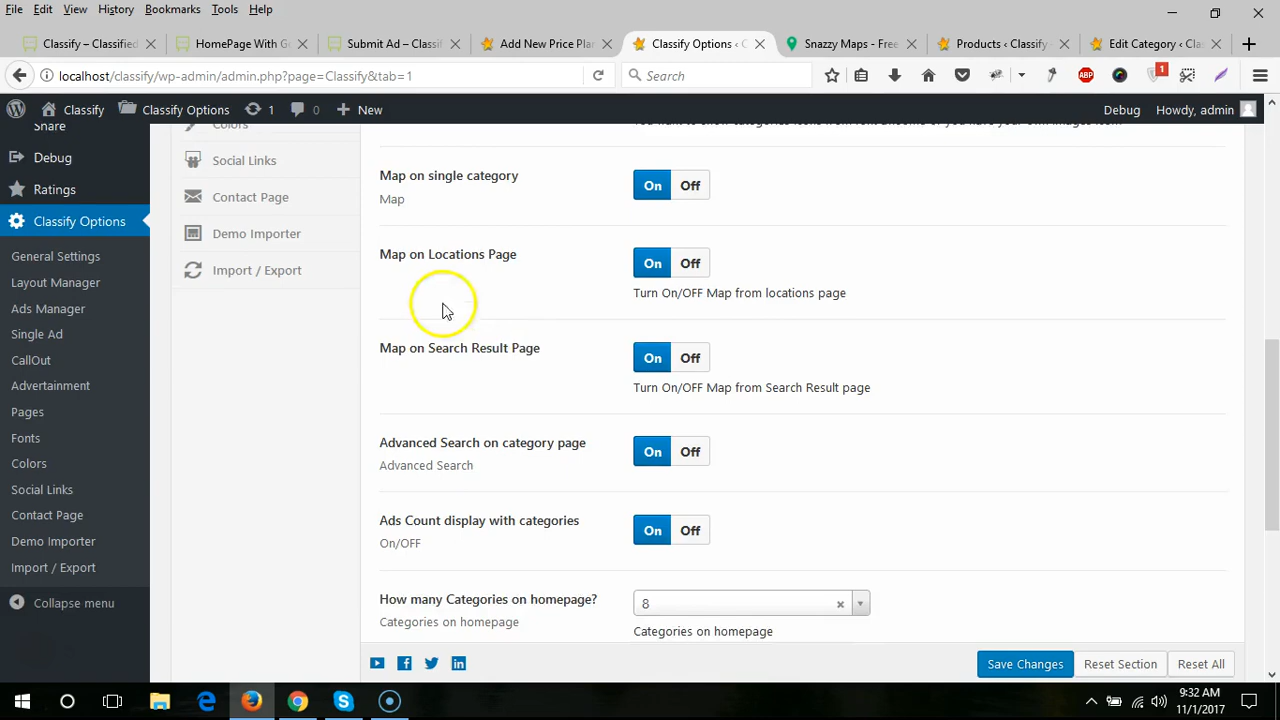 File Edit View History Bookmarks Tools Help
Classify – Classified
HomePage With Go
Submit Ad – Classif
Add New Price Plan
Classify Options ‹ C
Snazzy Maps - Free
Products ‹ Classify
Edit Category ‹ Clas
localhost/classify/wp-admin/admin.php?page=Classify&tab=1
Search
ABP
1
Classify
Classify Options
1
0
New
Debug
Howdy, admin
Share
Debug
Ratings
Classify Options
General Settings
Layout Manager
Ads Manager
Single Ad
CallOut
Advertainment
Pages
Fonts
Colors
Social Links
Contact Page
Demo Importer
Import / Export
Collapse menu
Colors
Social Links
Contact Page
Demo Importer
Import / Export
Map on single category
Map
On Off
Map on Locations Page
On Off
Turn On/OFF Map from locations page
Map on Search Result Page
On Off
Turn On/OFF Map from Search Result page
Advanced Search on category page
Advanced Search
On Off
Ads Count display with categories
On/OFF
On Off
How many Categories on homepage?
Categories on homepage
8
Categories on homepage
Save Changes
Reset Section
Reset All
9:32 AM
11/1/2017